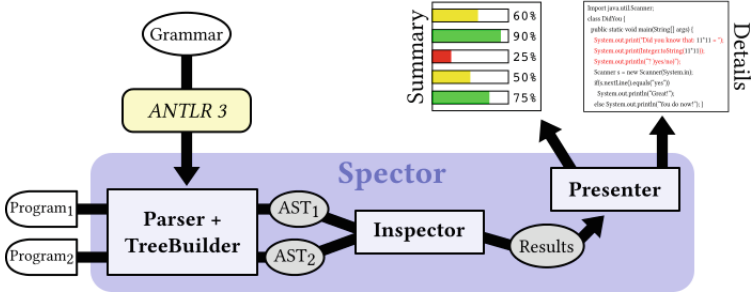 Grammar
ANTLR 3
Summary
60%
90%
25%
50%
75%
Import java util.Scanner,
class DidYou {
public static void main(String[] args) {
System.out.print("Did you know that 11*11 = ");
System.out.print(Integer.toString(11*11));
System.out.println("? [yes/no]");
Scanner s = new Scanner(System.in);
if(s.nextLine().equals("yes"))
System.out.println("Great!");
else System.out.println("You do now!"); }
Details
Spector
Program1
Program2
Parser +
TreeBuilder
AST1
AST2
Inspector
Results
Presenter